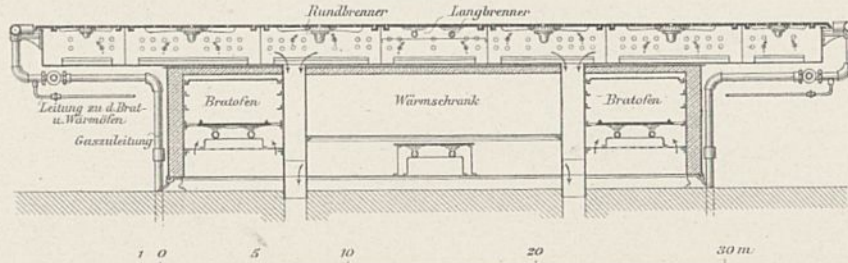 Rundbrenner Langbrenner
Bratofen Wärmschrank Bratofen
Leitung zu d. Brat-
u. Wärmöfen
Gaszuleitung
1 0 5 10 20 30 m